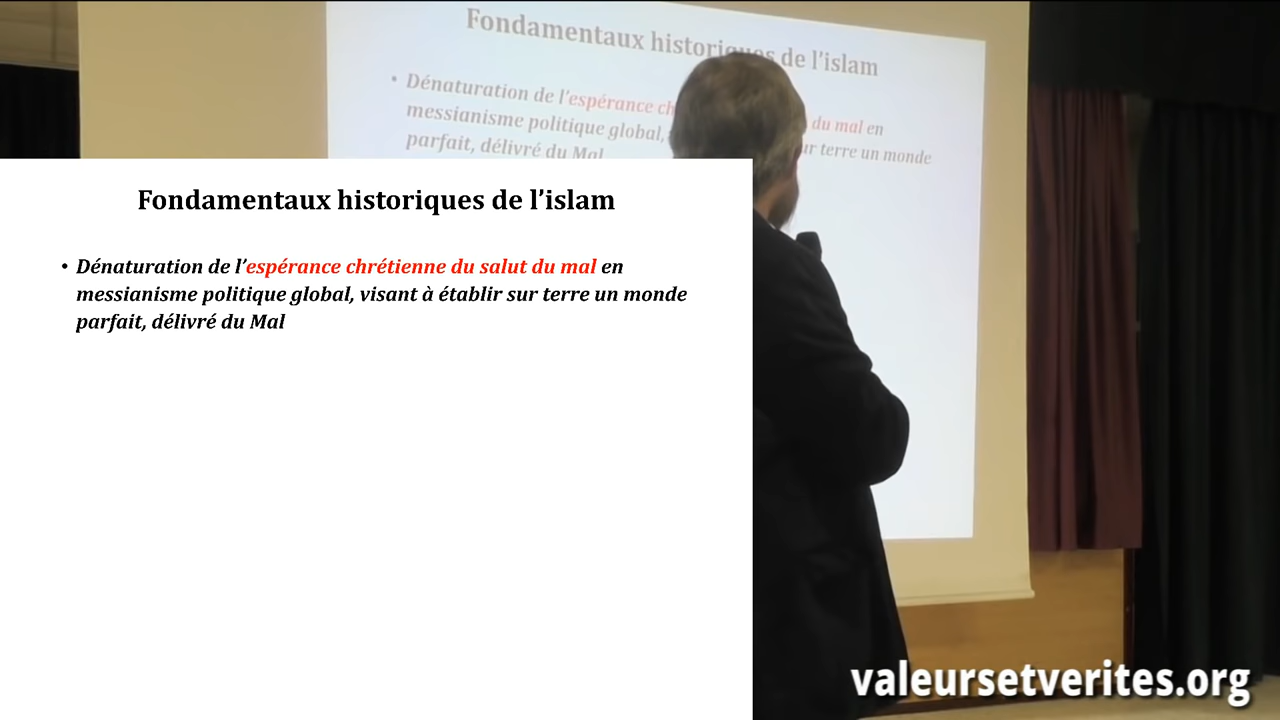 Fondamentaux historiques de l'islam
• Dénaturation de l'espérance ch du mal en
messianisme politique global, sur terre un monde
parfait, délivré du Mal
Fondamentaux historiques de l’islam
• Dénaturation de l’espérance chrétienne du salut du mal en
messianisme politique global, visant à établir sur terre un monde
parfait, délivré du Mal
valeursetverites.org